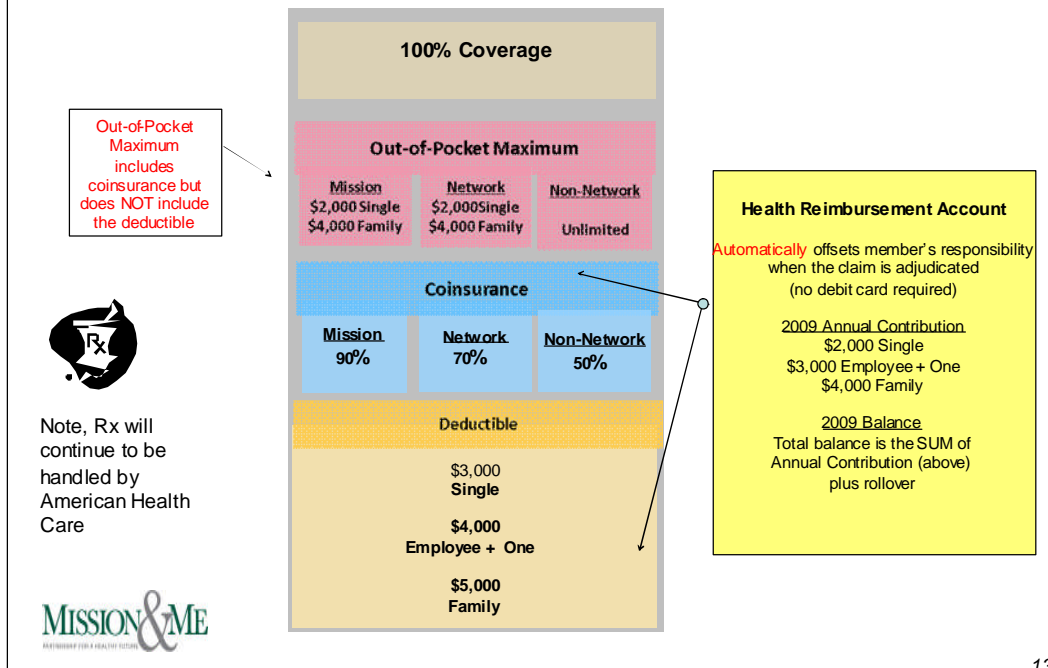 100% Coverage
Out-of-Pocket
Maximum
includes
coinsurance but
does NOT include
the deductible
Out-of-Pocket Maximum
Mission
$2,000 Single
$4,000 Family
Network
$2,000Single
$4,000 Family
Non-Network
Unlimited
Coinsurance
Mission
90%
Network
70%
Non-Network
50%
Deductible
$3,000
Single
$4,000
Employee + One
$5,000
Family
Health Reimbursement Account
Automatically offsets member's responsibility
when the claim is adjudicated
(no debit card required)
2009 Annual Contribution
$2,000 Single
$3,000 Employee + One
$4,000 Family
2009 Balance
Total balance is the SUM of
Annual Contribution (above)
plus rollover
Rx
Note, Rx will
continue to be
handled by
American Health
Care
MISSION&ME
PARTNERSHIP FOR A HEALTHY FUTURE